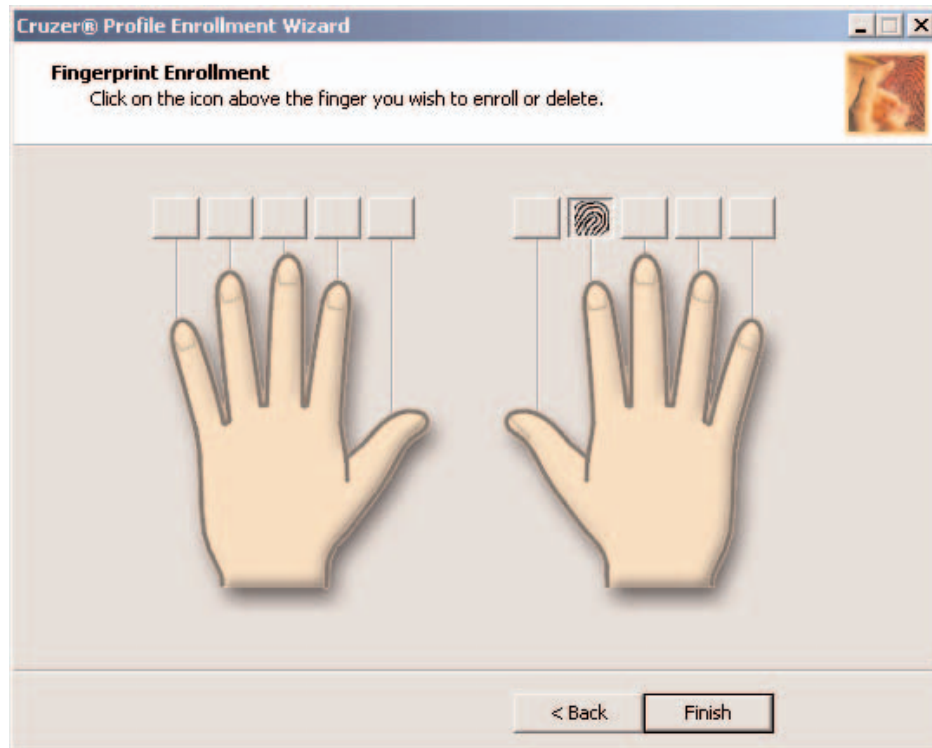 Cruzer® Profile Enrollment Wizard
Fingerprint Enrollment
Click on the icon above the finger you wish to enroll or delete.
< Back
Finish